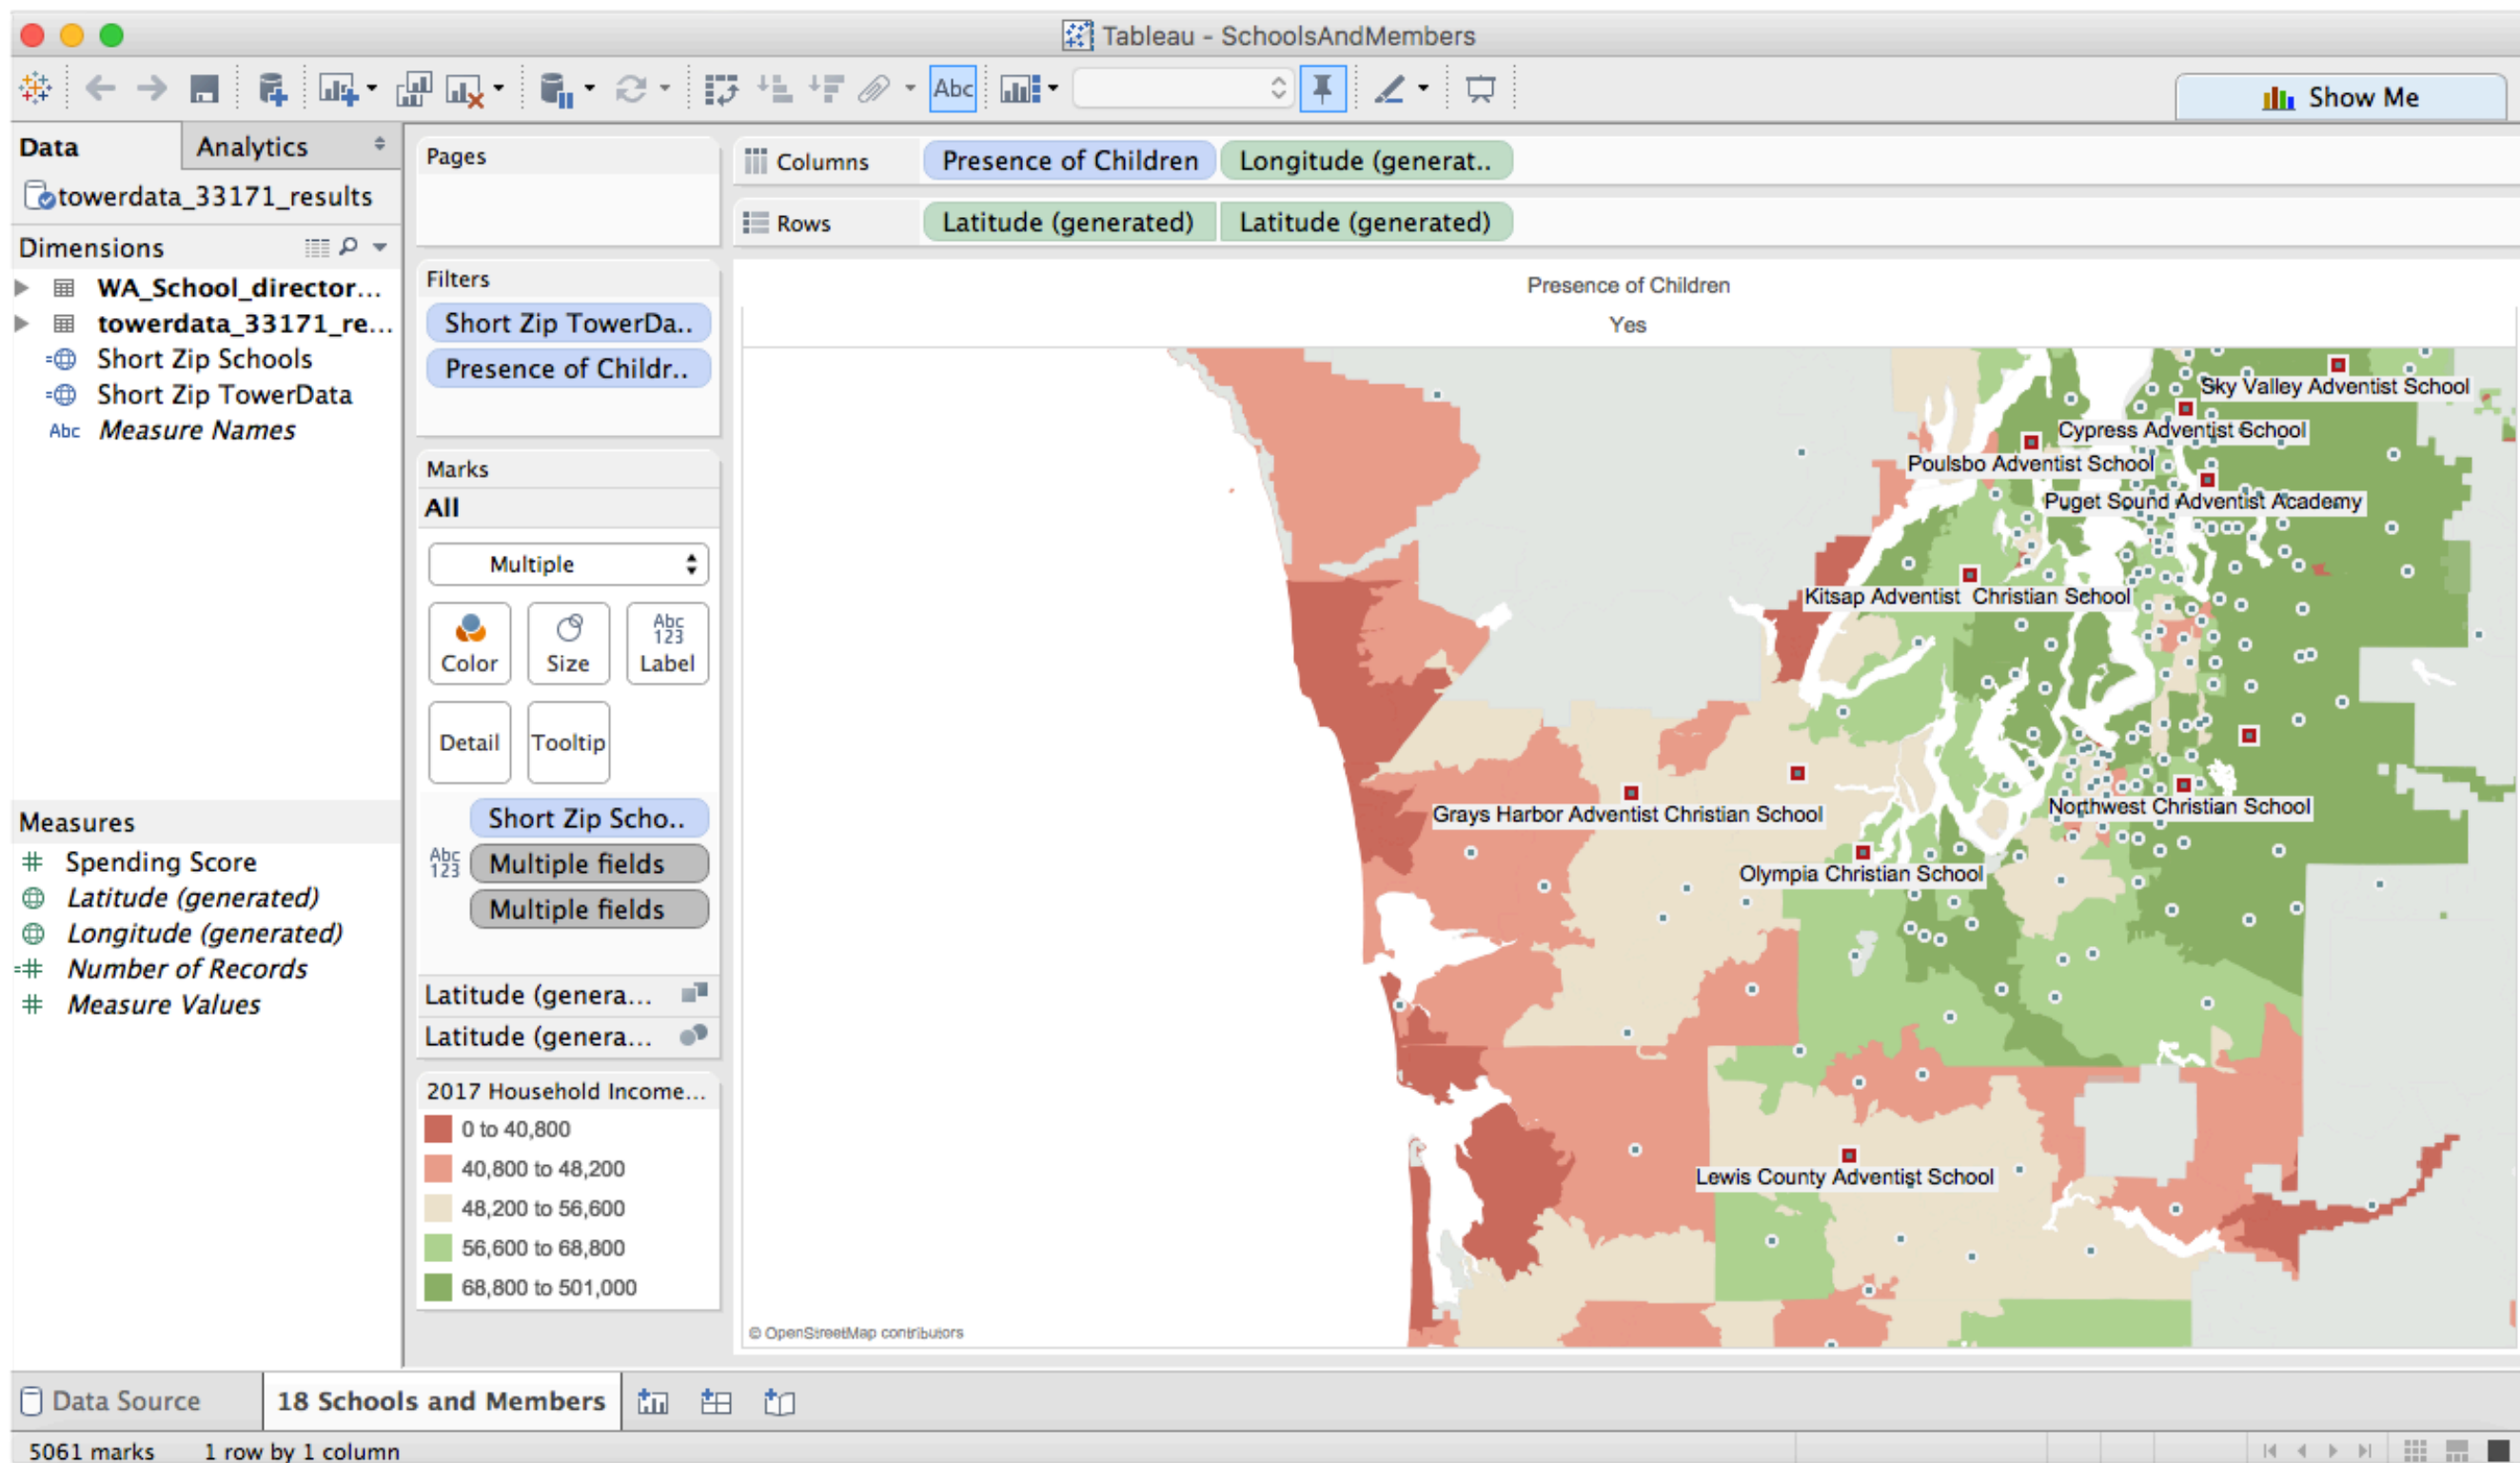 Tableau - SchoolsAndMembers
Abc
Show Me
Data
Analytics
towerdata_33171_results
Dimensions
WA_School_director...
towerdata_33171_re...
Short Zip Schools
Short Zip TowerData
Abc Measure Names
Measures
Spending Score
Latitude (generated)
Longitude (generated)
Number of Records
Measure Values
Pages
Filters
Short Zip TowerDa..
Presence of Childr..
Marks
All
Multiple
Color
Size
Abc
123
Label
Detail
Tooltip
Short Zip Scho..
Abc
123
Multiple fields
Multiple fields
Latitude (genera...
Latitude (genera...
2017 Household Income...
0 to 40,800
40,800 to 48,200
48,200 to 56,600
56,600 to 68,800
68,800 to 501,000
Columns
Presence of Children
Longitude (generat..
Rows
Latitude (generated)
Latitude (generated)
Presence of Children
Yes
Sky Valley Adventist School
Cypress Adventist School
Poulsbo Adventist School
Puget Sound Adventist Academy
Kitsap Adventist Christian School
Grays Harbor Adventist Christian School
Northwest Christian School
Olympia Christian School
Lewis County Adventist School
© OpenStreetMap contributors
Data Source
18 Schools and Members
5061 marks
1 row by 1 column